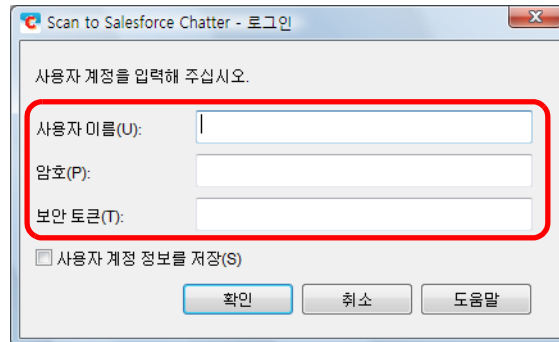 Scan to Salesforce Chatter - 로그인
사용자 계정을 입력해 주십시오.
사용자 이름(U):
암호(P):
보안 토큰(T):
사용자 계정 정보를 저장(S)
확인 취소 도움말